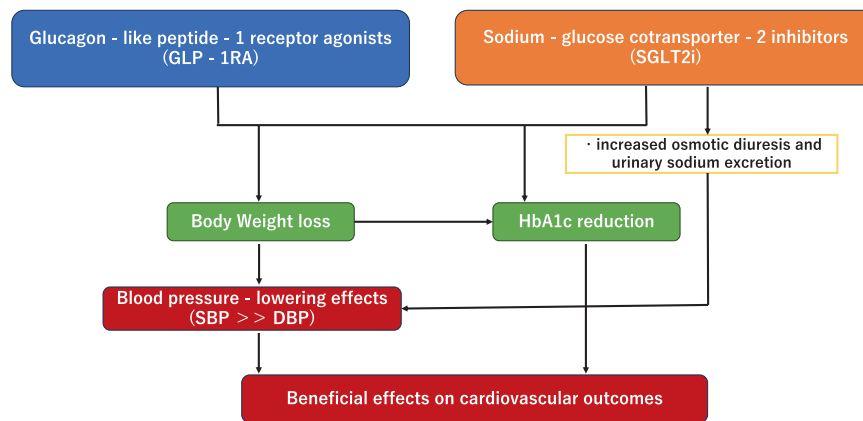 Glucagon - like peptide - 1 receptor agonists
(GLP - 1RA)
Sodium - glucose cotransporter - 2 inhibitors
(SGLT2i)
・increased osmotic diuresis and
urinary sodium excretion
Body Weight loss
HbA1c reduction
Blood pressure - lowering effects
(SBP >> DBP)
Beneficial effects on cardiovascular outcomes